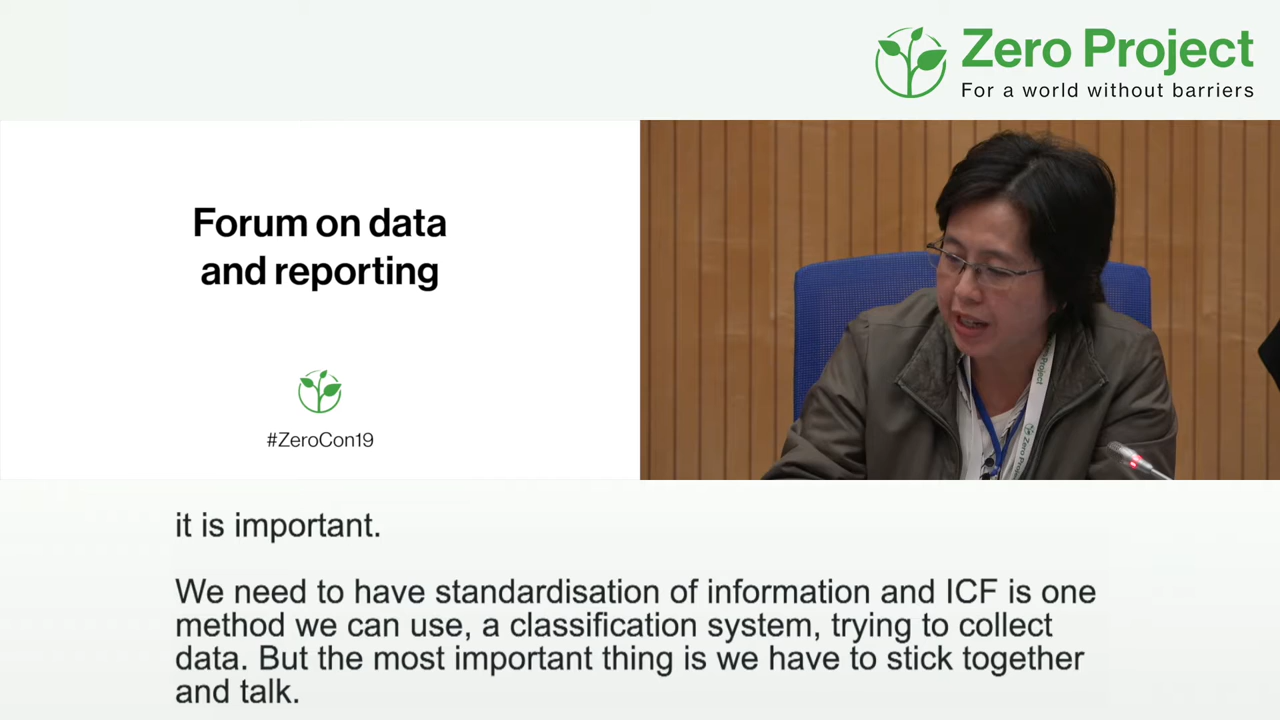 Zero Project
For a world without barriers
Forum on data
and reporting
#ZeroCon19
it is important.
We need to have standardisation of information and ICF is one
method we can use, a classification system, trying to collect
data. But the most important thing is we have to stick together
and talk.